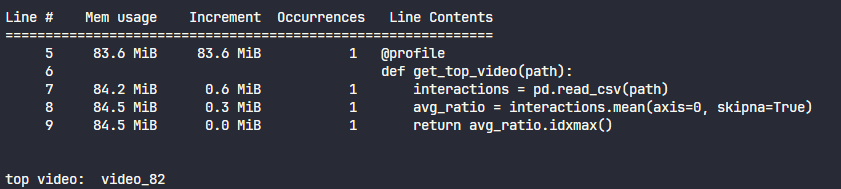 Line #    Mem usage    Increment  Occurrences   Line Contents
=============================================================
     5     83.6 MiB     83.6 MiB           1   @profile
     6                                         def get_top_video(path):
     7     84.2 MiB      0.6 MiB           1       interactions = pd.read_csv(path)
     8     84.5 MiB      0.3 MiB           1       avg_ratio = interactions.mean(axis=0, skipna=True)
     9     84.5 MiB      0.0 MiB           1       return avg_ratio.idxmax()
top video:  video_82